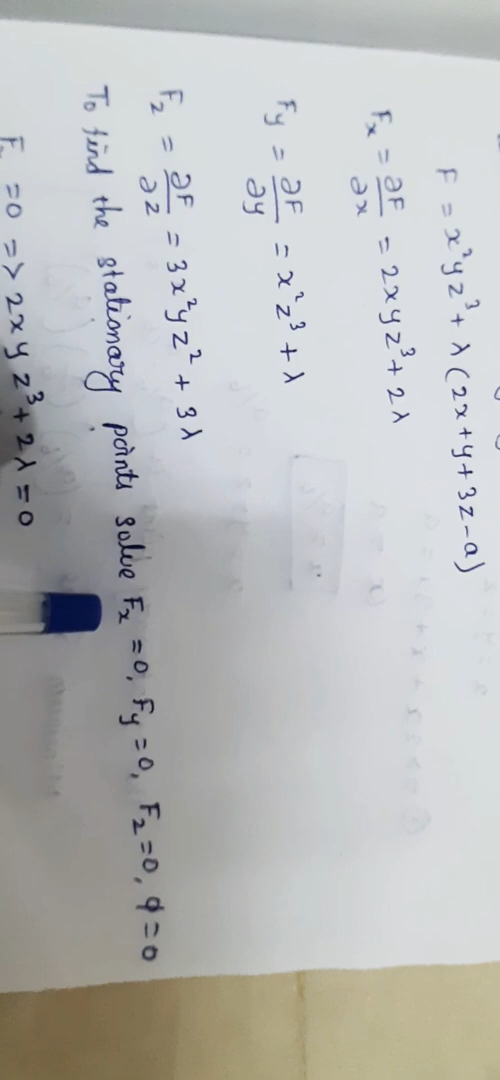 F = x²yz³ + λ(2x+y+3z-a)
Fx = ∂F/∂x = 2xyz³ + 2λ
Fy = ∂F/∂y = x²z³ + λ
Fz = ∂F/∂z = 3x²yz² + 3λ
To find the stationary points solve Fx = 0, Fy = 0, Fz = 0, φ = 0
= 0 => 2xyz³ + 2λ = 0